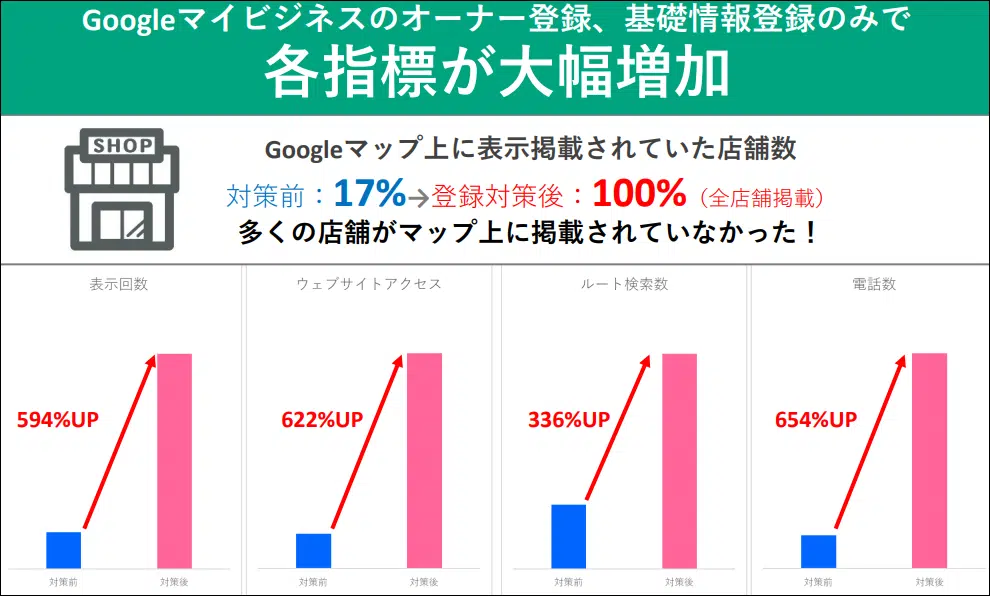 Googleマイビジネスのオーナー登録、基礎情報登録のみで
各指標が大幅増加
SHOP
Googleマップ上に表示掲載されていた店舗数
対策前：17%→登録対策後：100%（全店舗掲載）
多くの店舗がマップ上に掲載されていなかった！
表示回数
594%UP
対策前 対策後
ウェブサイトアクセス
622%UP
対策前 対策後
ルート検索数
336%UP
対策前 対策後
電話数
654%UP
対策前 対策後